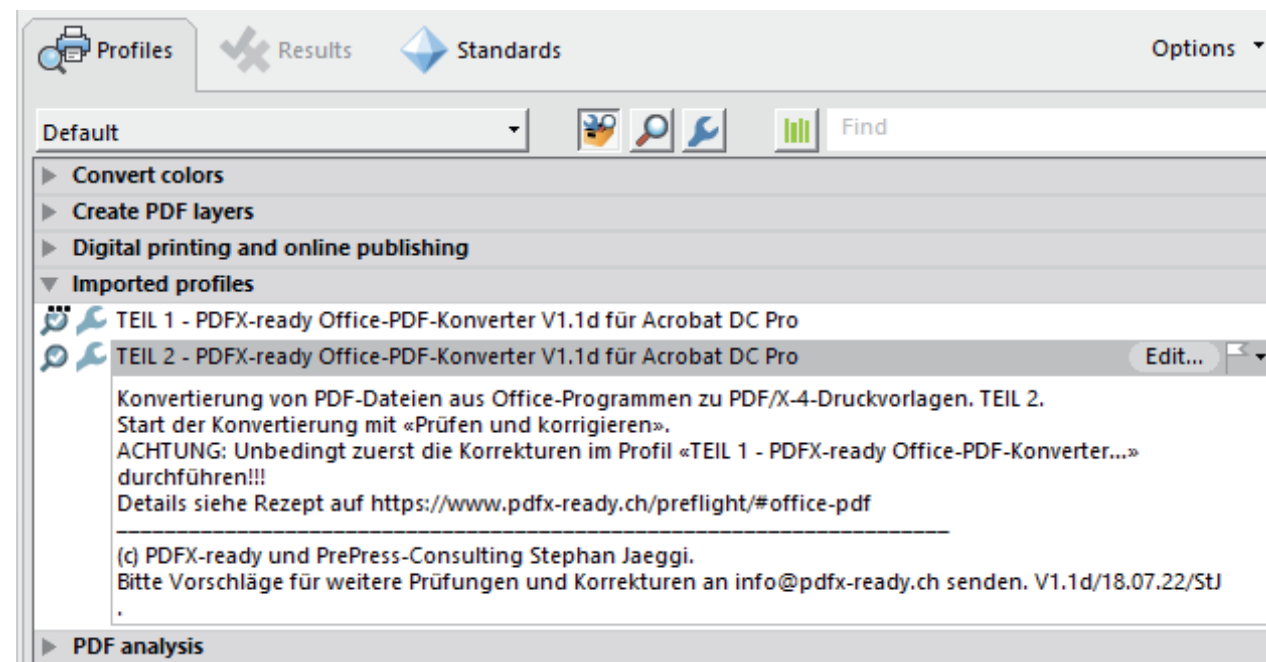 Profiles
Results
Standards
Options
Default
Find
Convert colors
Create PDF layers
Digital printing and online publishing
Imported profiles
TEIL 1 - PDFX-ready Office-PDF-Konverter V1.1d für Acrobat DC Pro
TEIL 2 - PDFX-ready Office-PDF-Konverter V1.1d für Acrobat DC Pro
Edit...
Konvertierung von PDF-Dateien aus Office-Programmen zu PDF/X-4-Druckvorlagen. TEIL 2.
Start der Konvertierung mit «Prüfen und korrigieren».
ACHTUNG: Unbedingt zuerst die Korrekturen im Profil «TEIL 1 - PDFX-ready Office-PDF-Konverter...»
durchführen!!!
Details siehe Rezept auf https://www.pdfx-ready.ch/preflight/#office-pdf
______________________________________________________________________
(c) PDFX-ready und PrePress-Consulting Stephan Jaeggi.
Bitte Vorschläge für weitere Prüfungen und Korrekturen an info@pdfx-ready.ch senden. V1.1d/18.07.22/StJ
.
PDF analysis